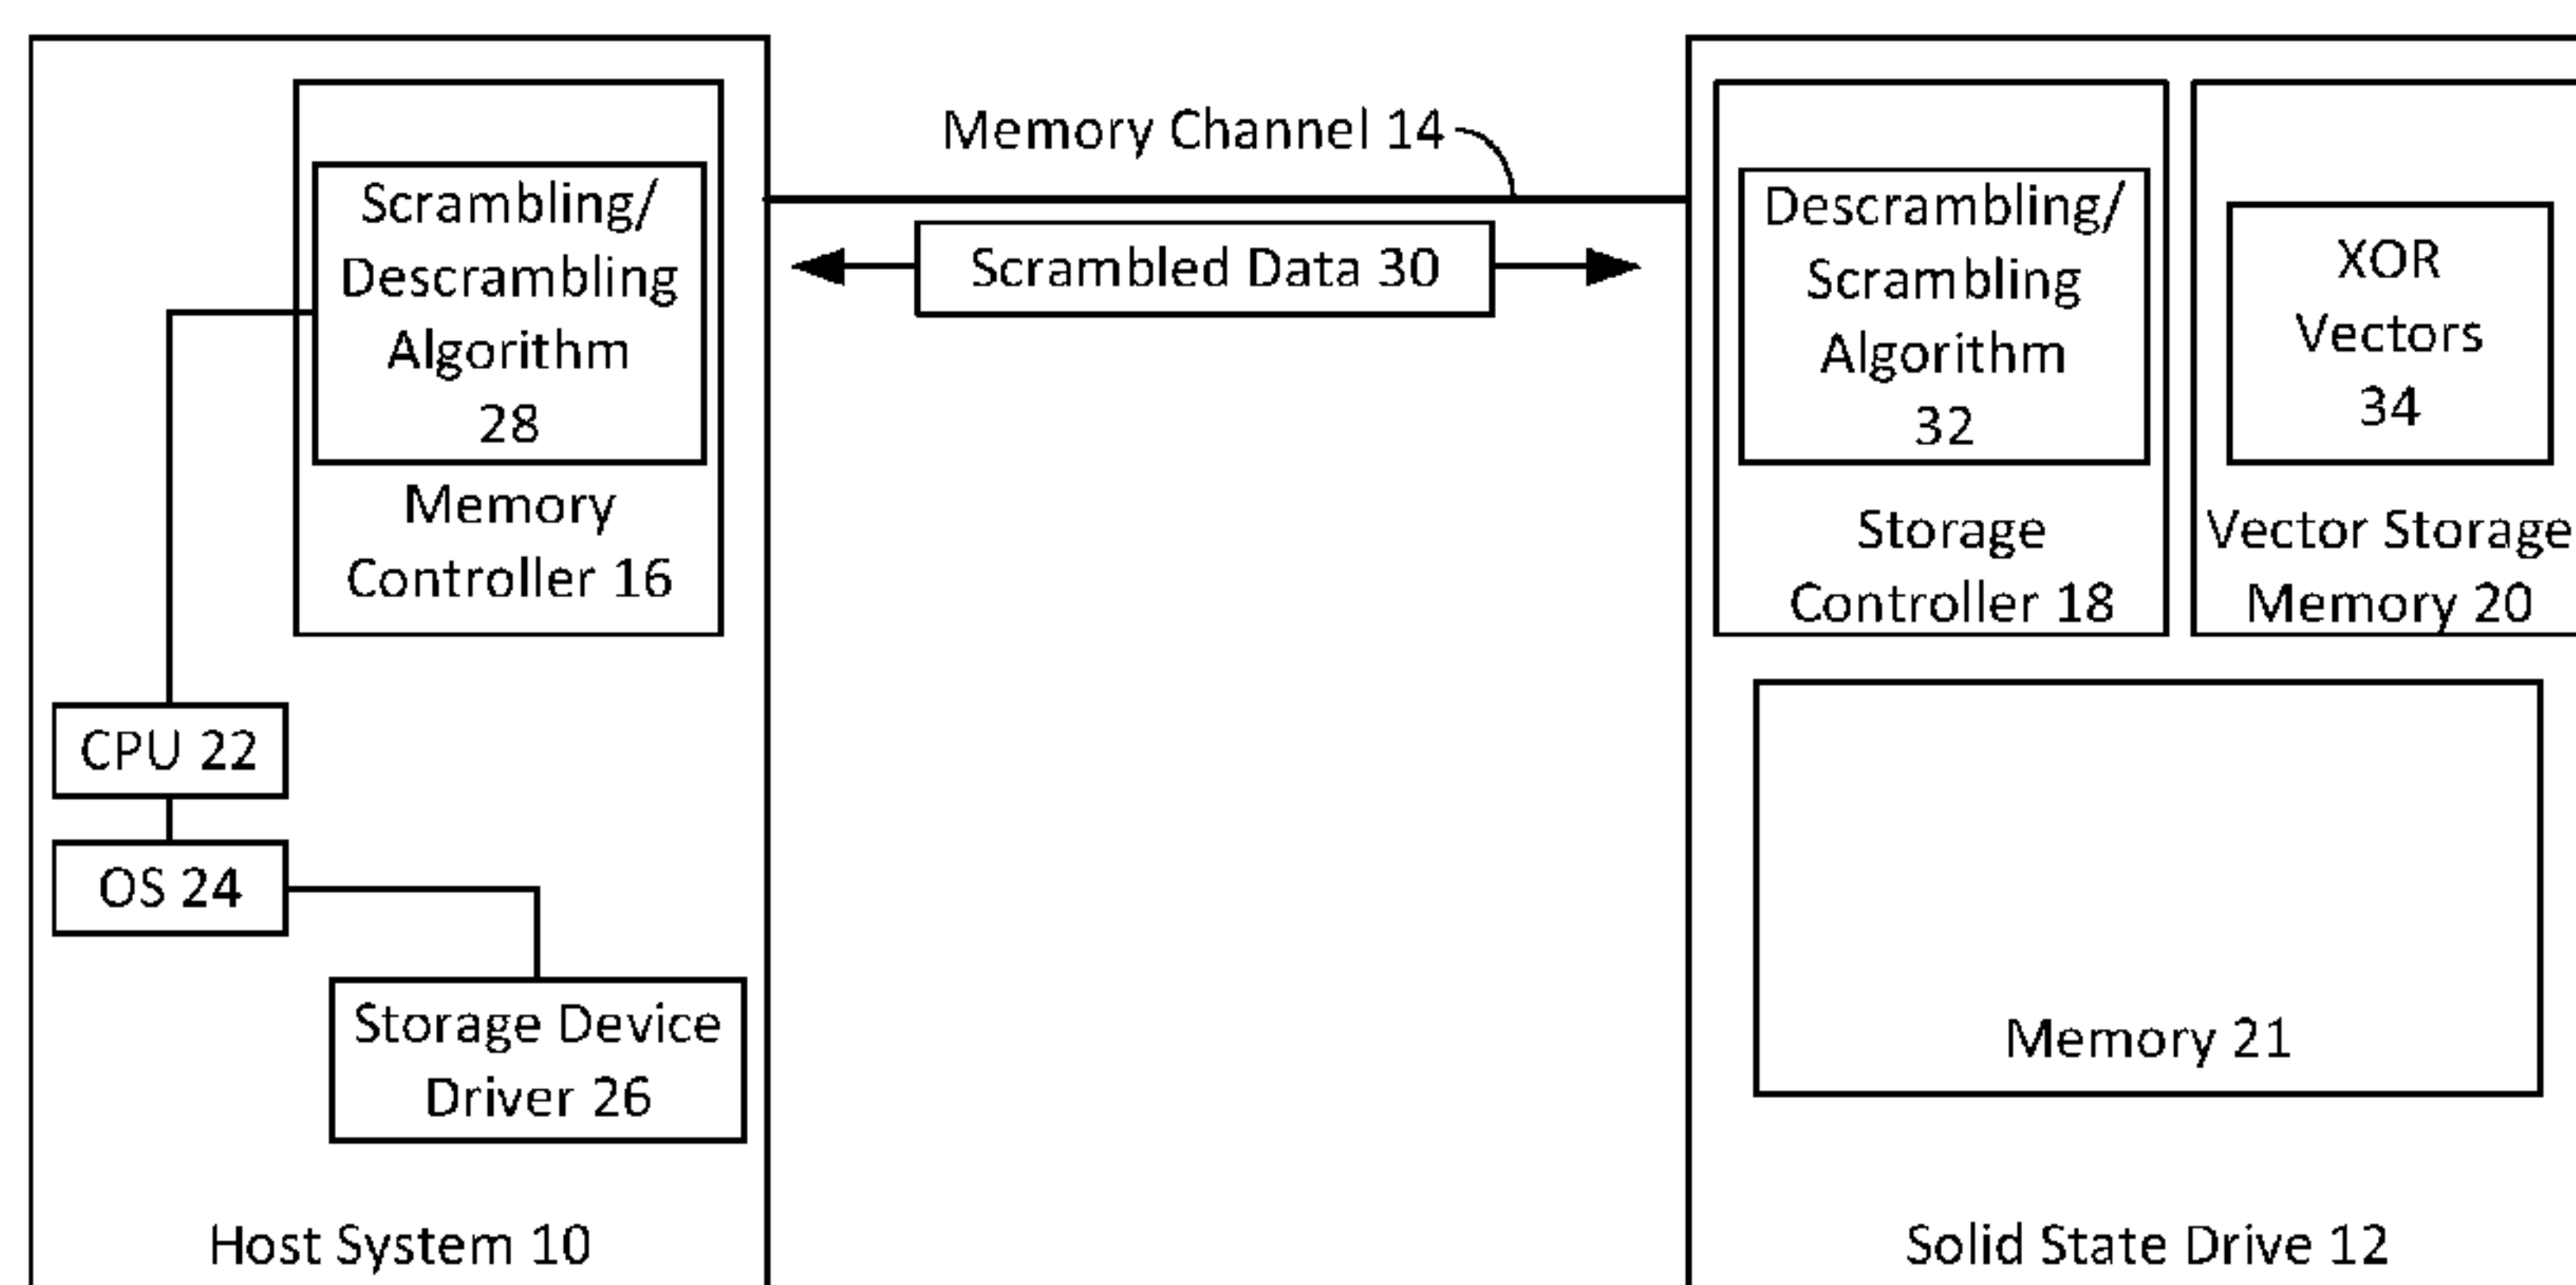 Scrambling/
Descrambling
Algorithm
28
Memory
Controller 16
CPU 22
OS 24
Storage Device
Driver 26
Host System 10
Memory Channel 14
Scrambled Data 30
Descrambling/
Scrambling
Algorithm
32
Storage
Controller 18
XOR
Vectors
34
Vector Storage
Memory 20
Memory 21
Solid State Drive 12